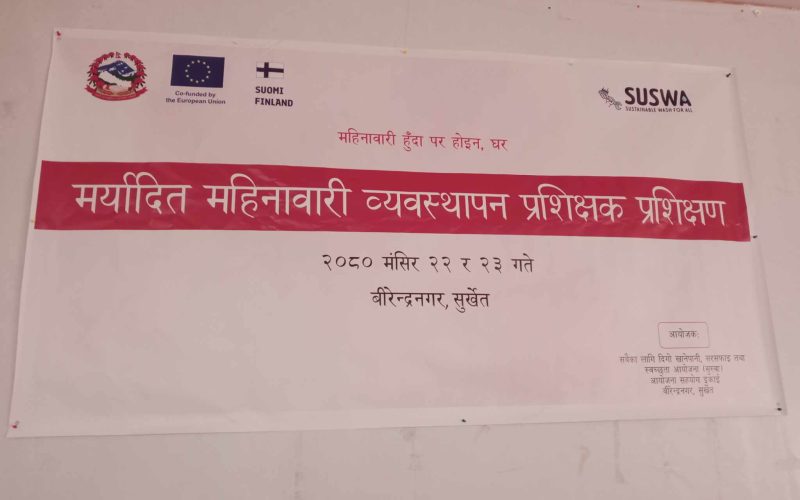 Co-funded by
the European Union
SUOMI
FINLAND
SUSWA
SUSTAINABLE WASH FOR ALL
महिनावारी हुँदा पर होइन, घर
मर्यादित महिनावारी व्यवस्थापन प्रशिक्षक प्रशिक्षण
२०८० मंसिर २२ र २३ गते
बीरेन्द्रनगर, सुर्खेत
आयोजक:
सबैका लागि दिगो खानेपानी, सरसफाइ तथा
स्वच्छता आयोजना (सुस्वा)
आयोजना सहयोग इकाई
बीरेन्द्रनगर, सुर्खेत